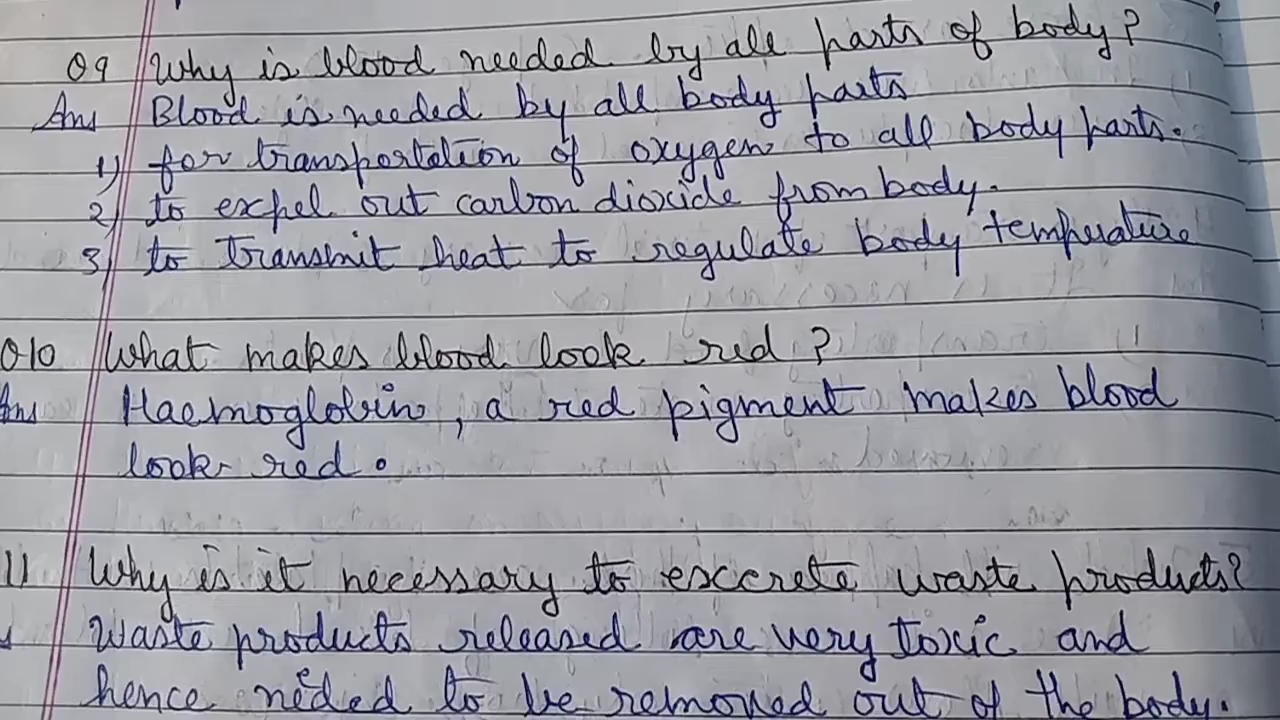 Q9 Why is blood needed by all parts of body?
Ans Blood is needed by all body parts
1) for transportation of oxygen to all body parts.
2) to expel out carbon dioxide from body.
3) to transmit heat to regulate body temperature
Q10 What makes blood look red ?
Ans Haemoglobin, a red pigment makes blood
look red.
11 Why is it necessary to excrete waste products?
Waste products released are very toxic and
hence needed to be removed out of the body.